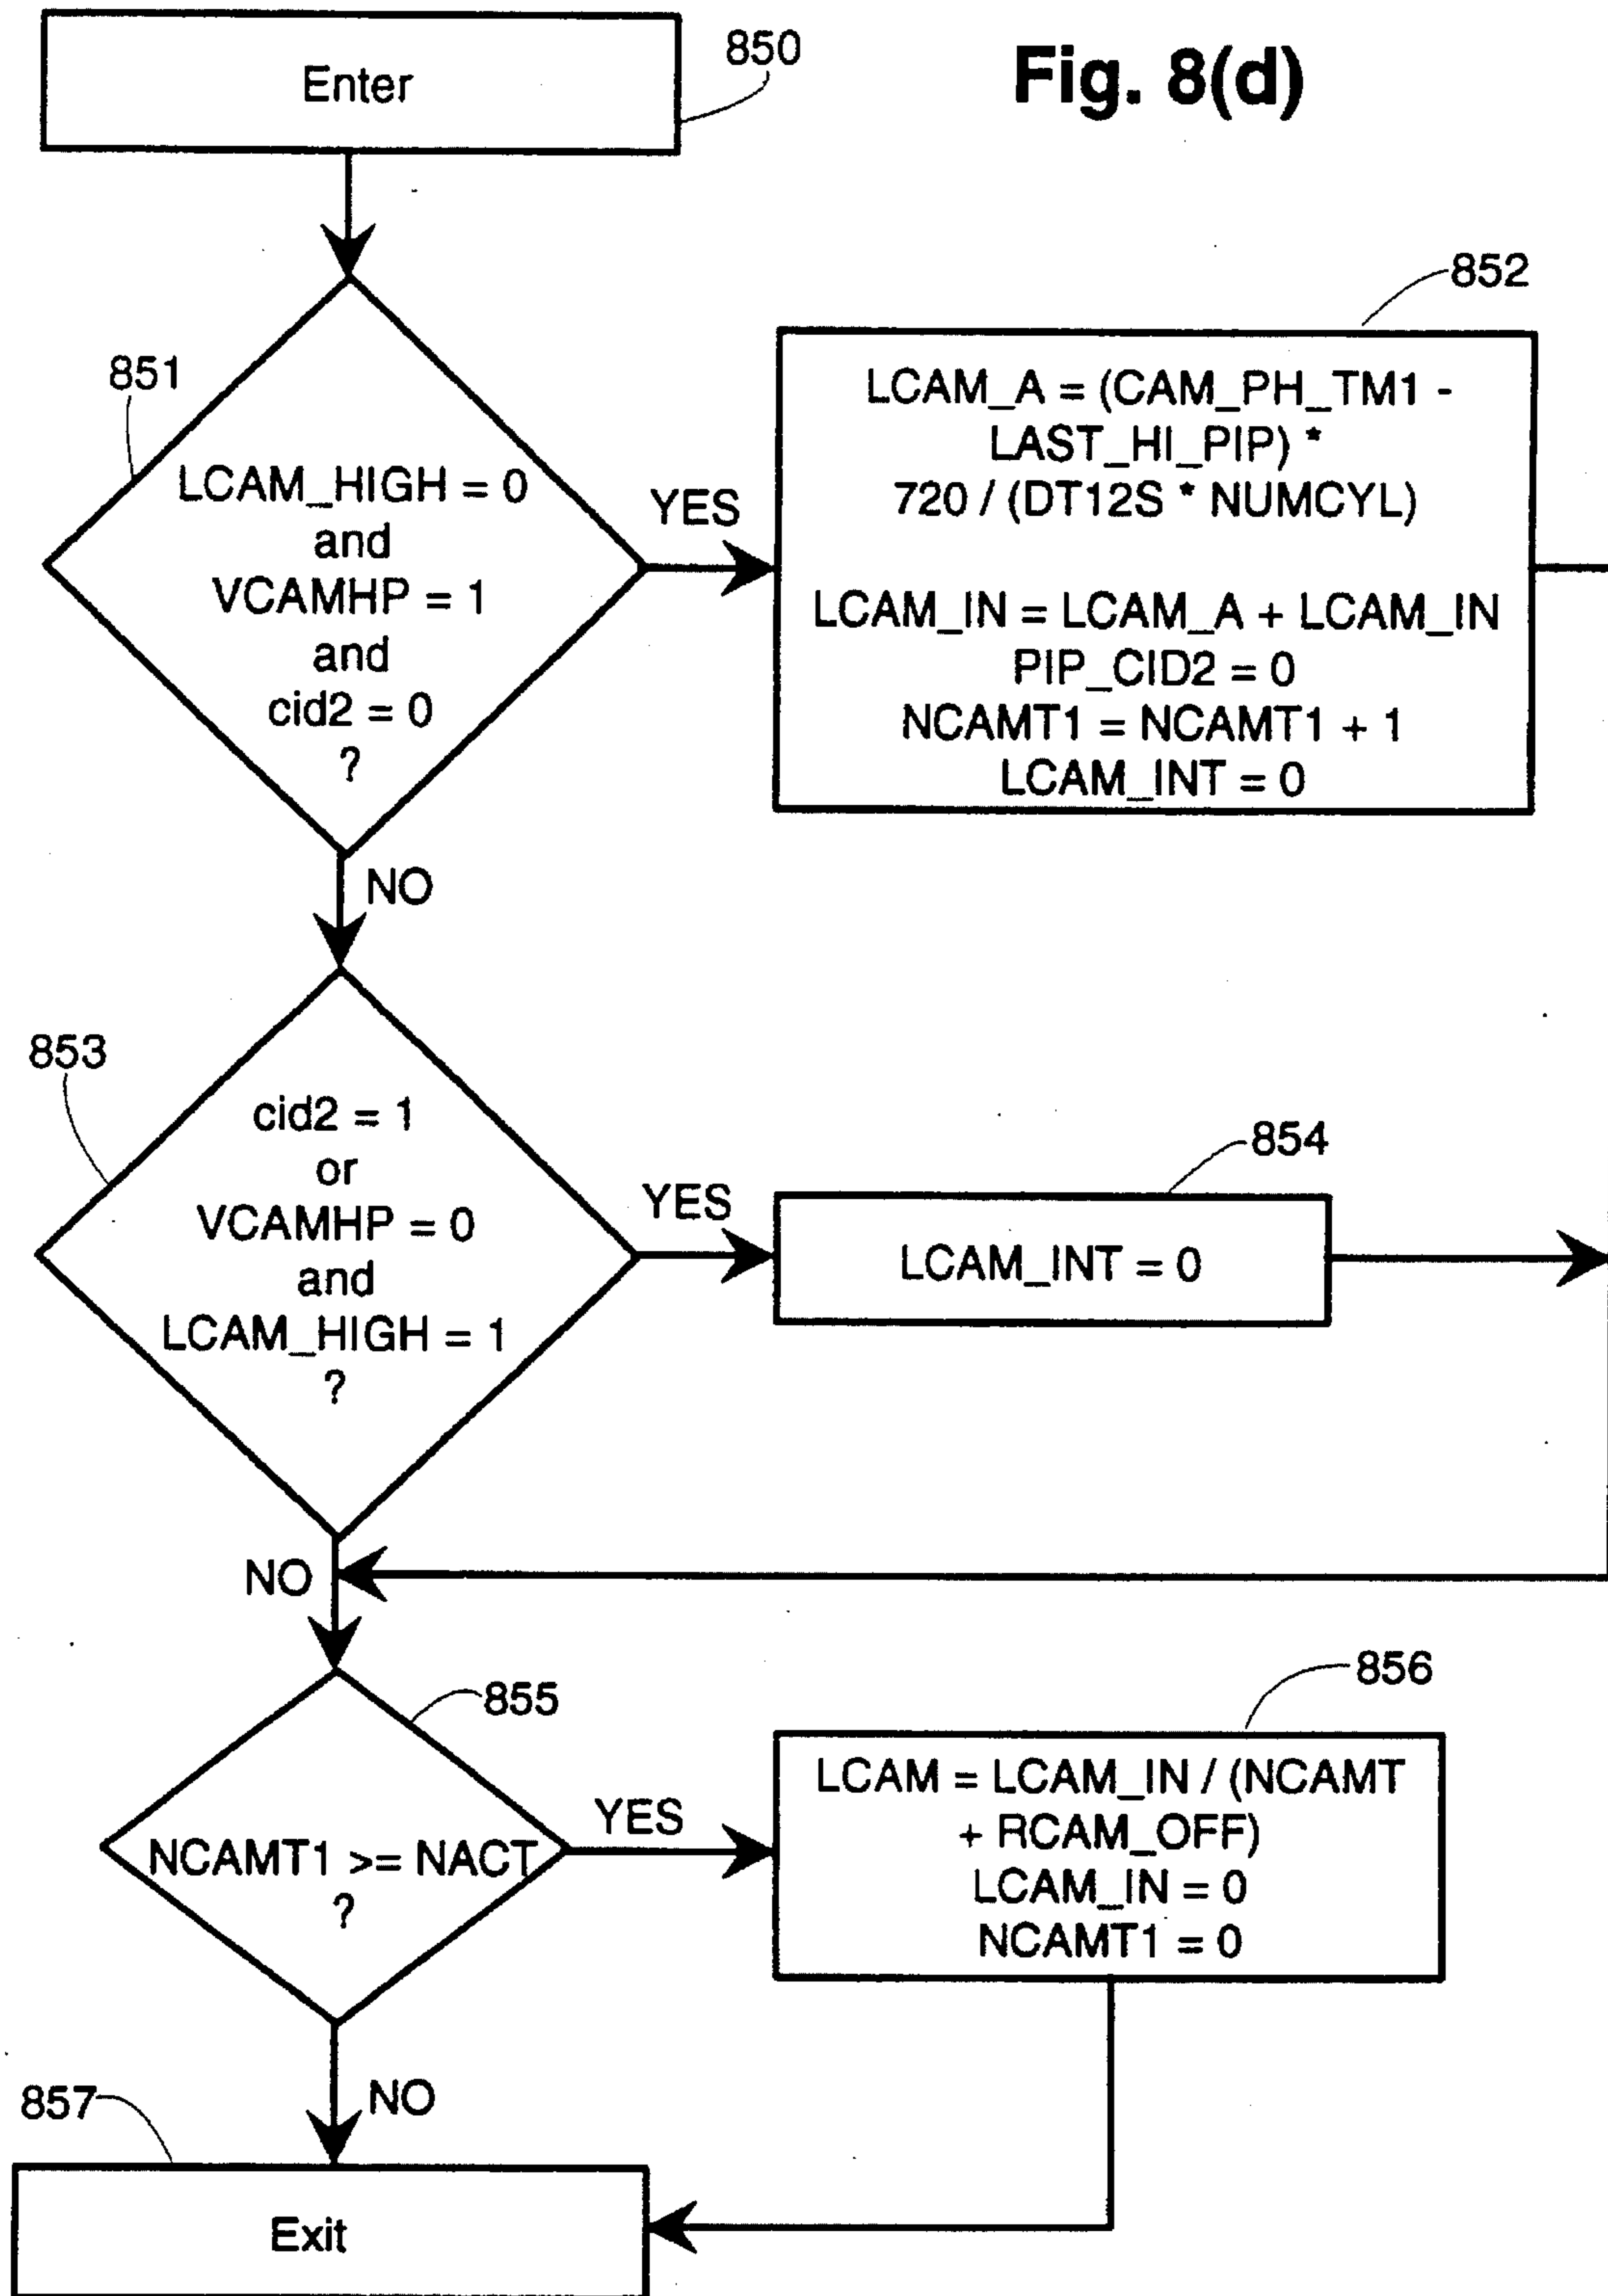 Fig. 8(d)
Enter
850
851
LCAM_HIGH = 0
and
VCAMHP = 1
and
cid2 = 0
?
YES
852
LCAM_A = (CAM_PH_TM1 -
LAST_HI_PIP) *
720 / (DT12S * NUMCYL)
LCAM_IN = LCAM_A + LCAM_IN
PIP_CID2 = 0
NCAMT1 = NCAMT1 + 1
LCAM_INT = 0
NO
853
cid2 = 1
or
VCAMHP = 0
and
LCAM_HIGH = 1
?
YES
854
LCAM_INT = 0
NO
855
NCAMT1 >= NACT
?
YES
856
LCAM = LCAM_IN / (NCAMT
+ RCAM_OFF)
LCAM_IN = 0
NCAMT1 = 0
NO
857
Exit